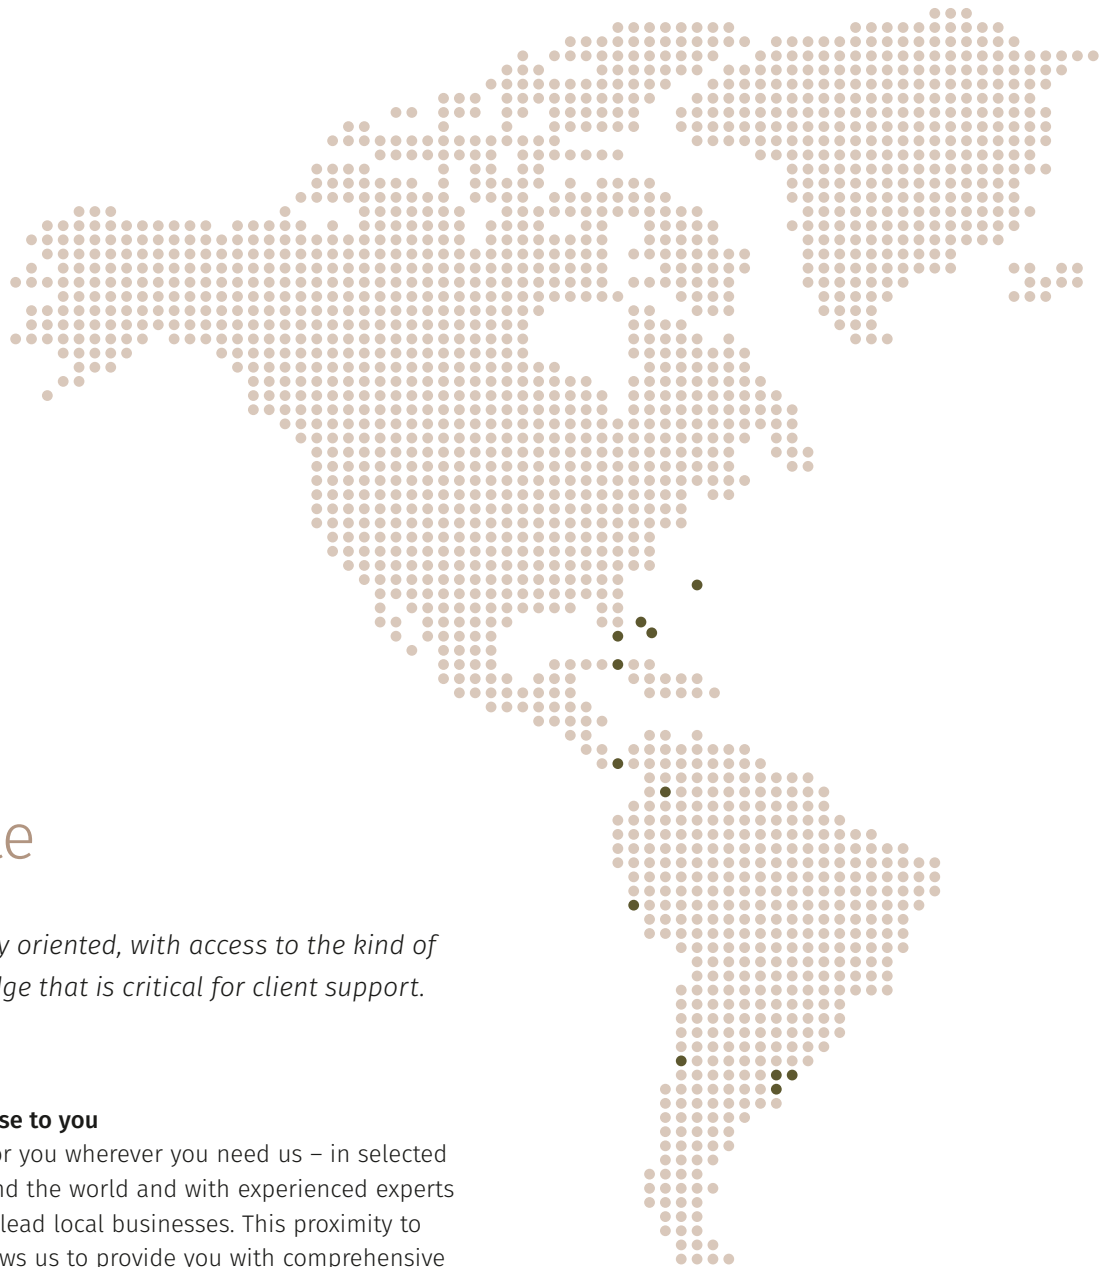 e
y oriented, with access to the kind of
ge that is critical for client support.
se to you
or you wherever you need us – in selected
nd the world and with experienced experts
lead local businesses. This proximity to
ws us to provide you with comprehensive